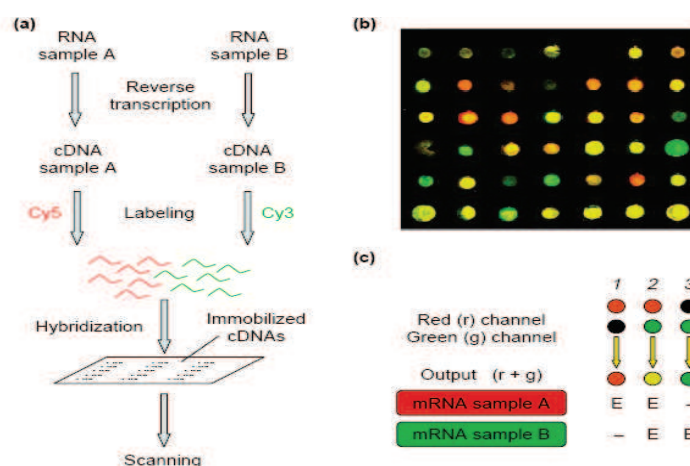 (a)
RNA
sample A
RNA
sample B
Reverse
transcription
cDNA
sample A
cDNA
sample B
Cy5
Labeling
Cy3
Hybridization
Immobilized
cDNAs
Scanning
(b)
(c)
1 2 3
Red (r) channel
Green (g) channel
Output (r + g)
mRNA sample A E E –
mRNA sample B – E E